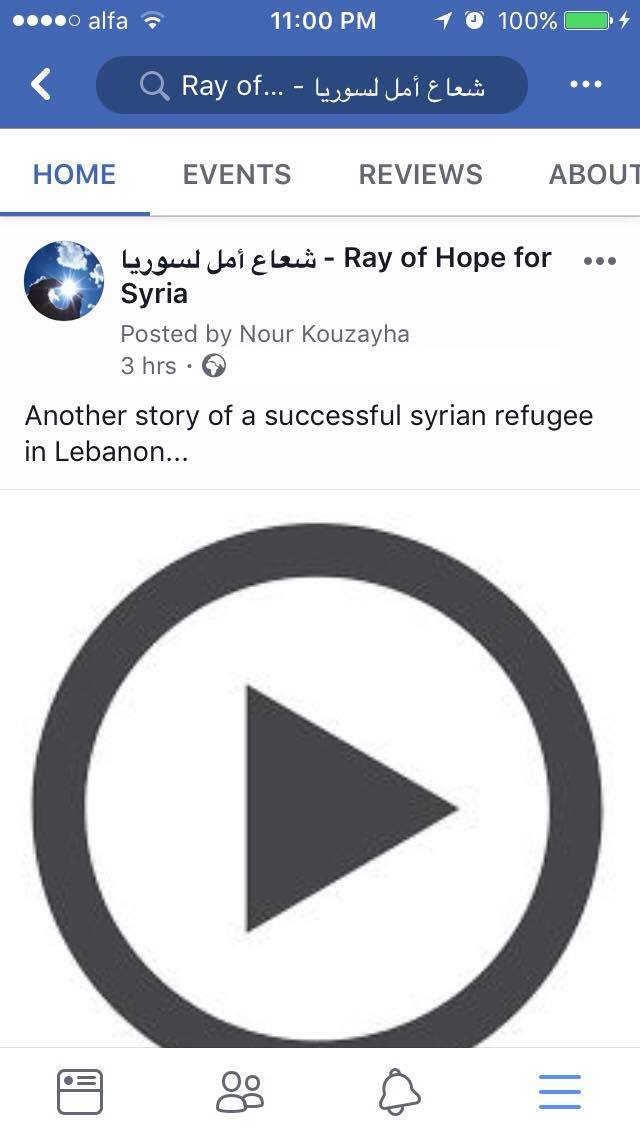 alfa 11:00 PM 100%
Ray of... - شعاع أمل لسوريا
HOME EVENTS REVIEWS ABOUT
شعاع أمل لسوريا - Ray of Hope for
Syria
Posted by Nour Kouzayha
3 hrs ·
Another story of a successful syrian refugee
in Lebanon...